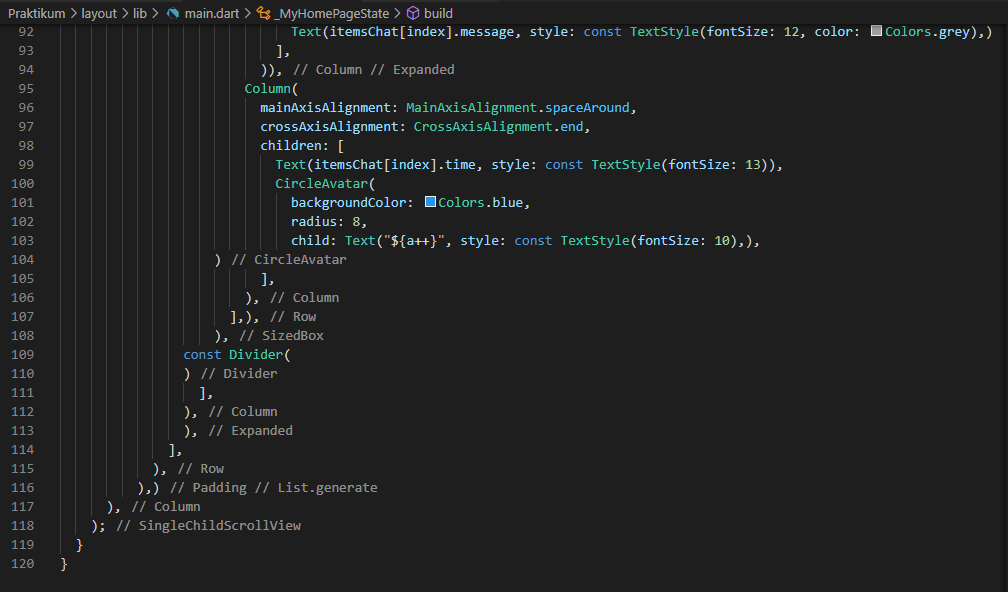 Praktikum > layout > lib > main.dart > _MyHomePageState > build
92 Text(itemsChat[index].message, style: const TextStyle(fontSize: 12, color: Colors.grey),)
93 ],
94 )), // Column // Expanded
95 Column(
96 mainAxisAlignment: MainAxisAlignment.spaceAround,
97 crossAxisAlignment: CrossAxisAlignment.end,
98 children: [
99 Text(itemsChat[index].time, style: const TextStyle(fontSize: 13)),
100 CircleAvatar(
101 backgroundColor: Colors.blue,
102 radius: 8,
103 child: Text("${a++}", style: const TextStyle(fontSize: 10),),
104 ) // CircleAvatar
105 ],
106 ), // Column
107 ],), // Row
108 ), // SizedBox
109 const Divider(
110 ) // Divider
111 ],
112 ), // Column
113 ), // Expanded
114 ],
115 ), // Row
116 ),) // Padding // List.generate
117 ), // Column
118 ); // SingleChildScrollView
119 }
120 }